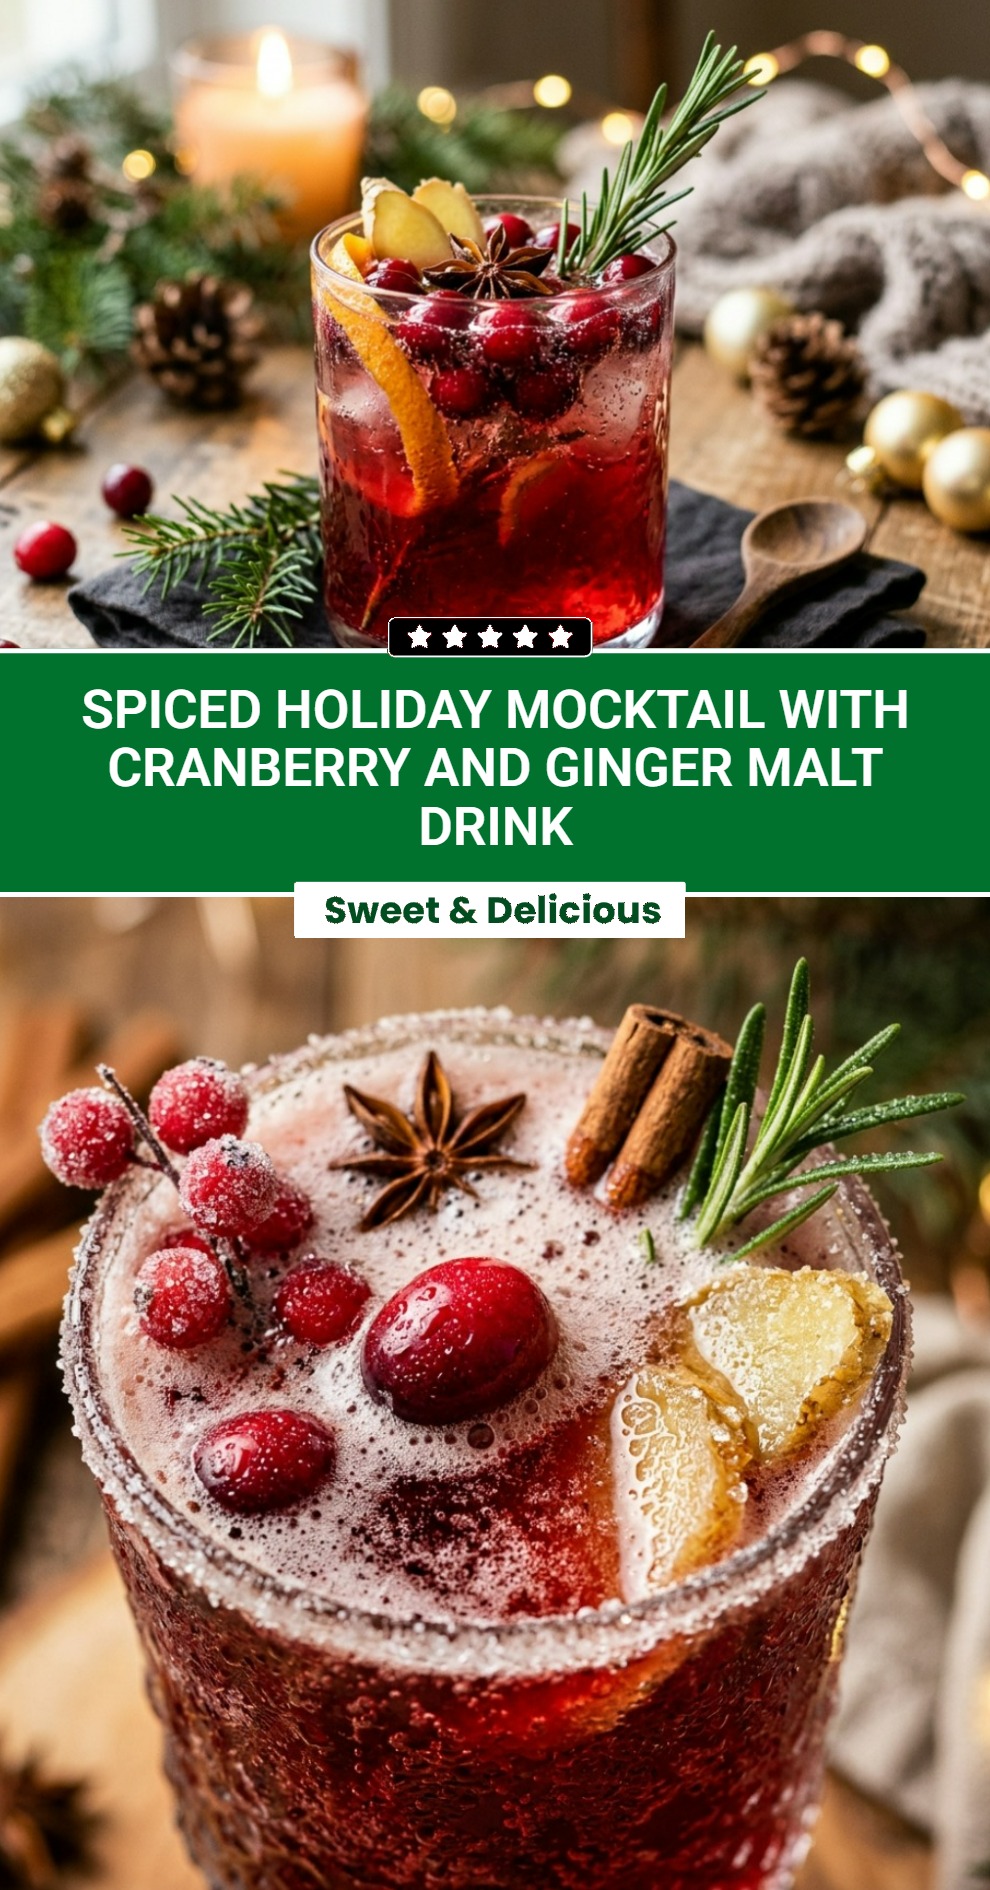 SPICED HOLIDAY MOCKTAIL WITH
CRANBERRY AND GINGER MALT
DRINK
Sweet & Delicious